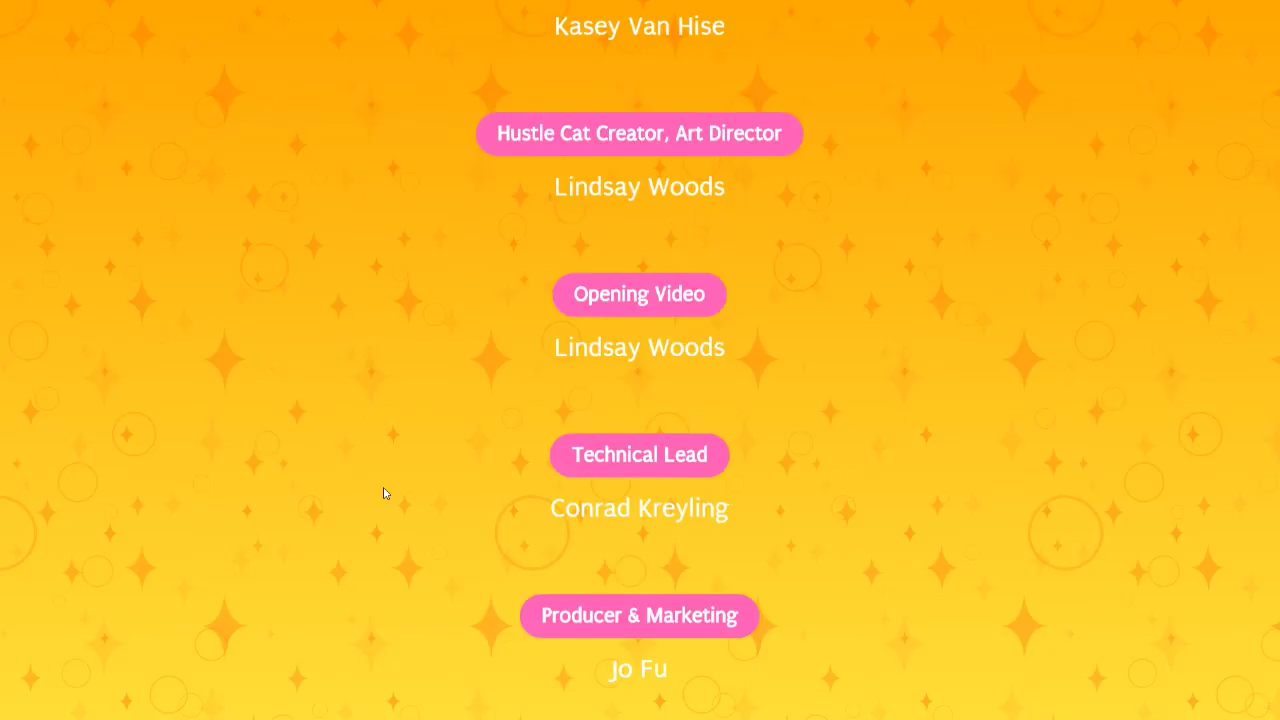 Kasey Van Hise
Hustle Cat Creator, Art Director
Lindsay Woods
Opening Video
Lindsay Woods
Technical Lead
Conrad Kreyling
Producer & Marketing
Jo Fu